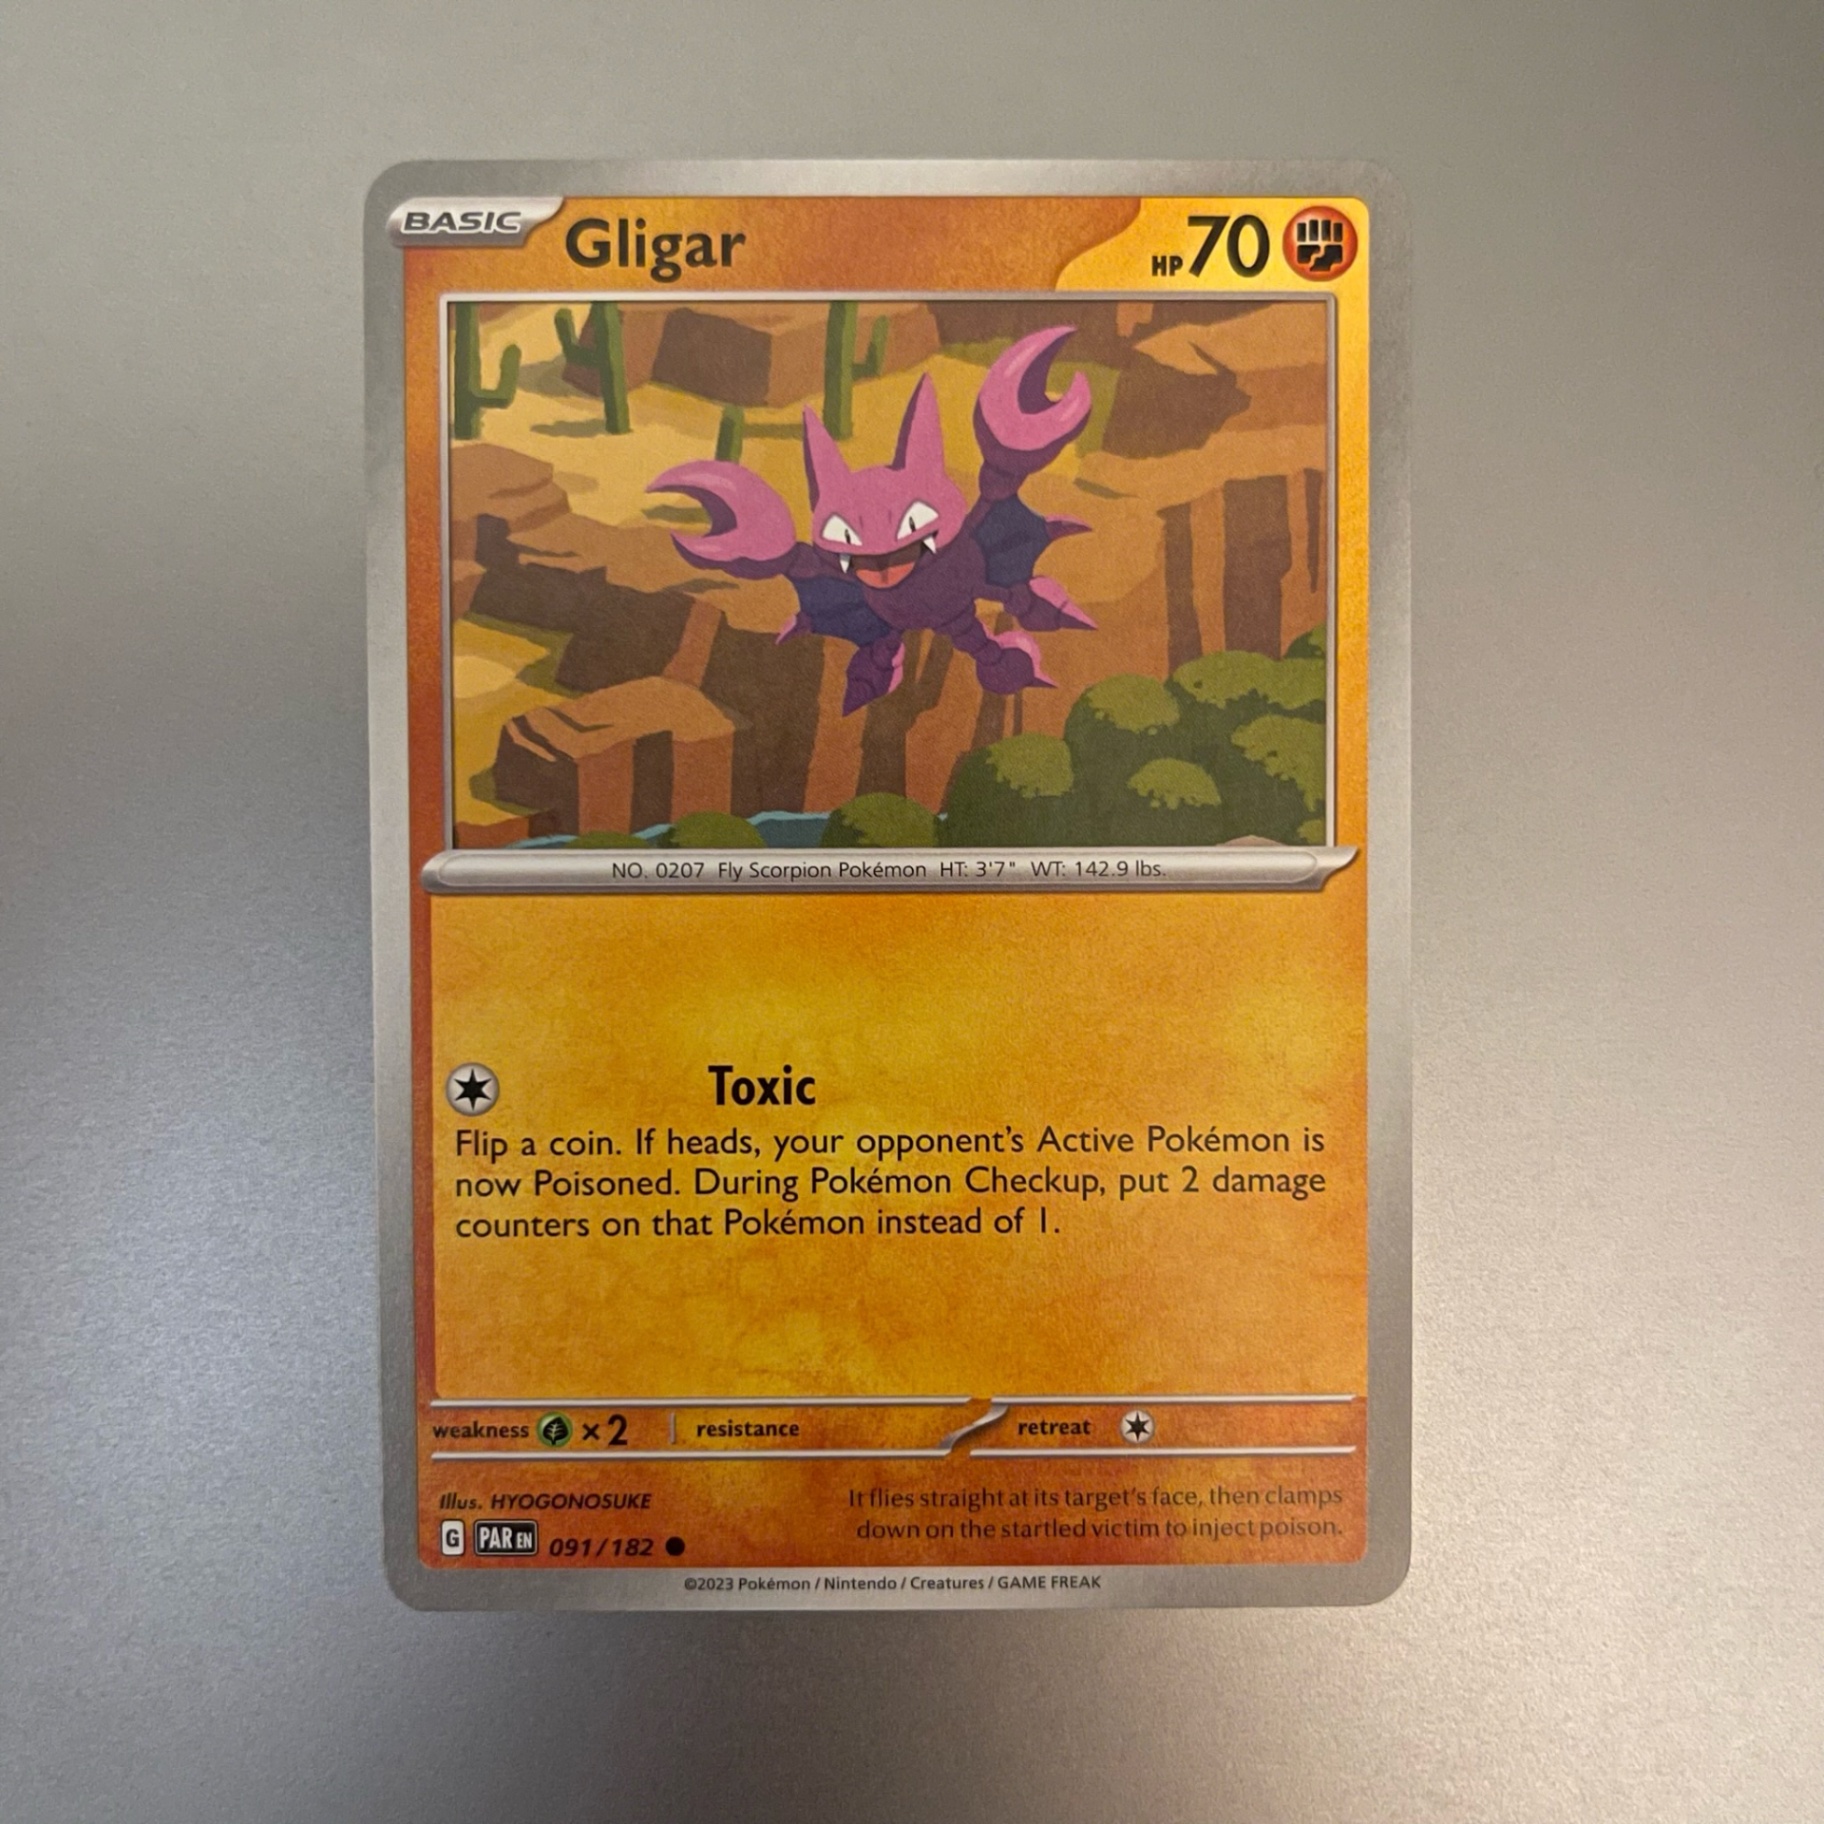 BASIC Gligar HP 70
NO. 0207 Fly Scorpion Pokémon HT: 3'7" WT: 142.9 lbs.
Toxic
Flip a coin. If heads, your opponent's Active Pokémon is
now Poisoned. During Pokémon Checkup, put 2 damage
counters on that Pokémon instead of 1.
weakness ×2 resistance retreat
Illus. HYOGONOSUKE
G PAR EN 091/182
It flies straight at its target's face, then clamps
down on the startled victim to inject poison.
©2023 Pokémon / Nintendo / Creatures / GAME FREAK